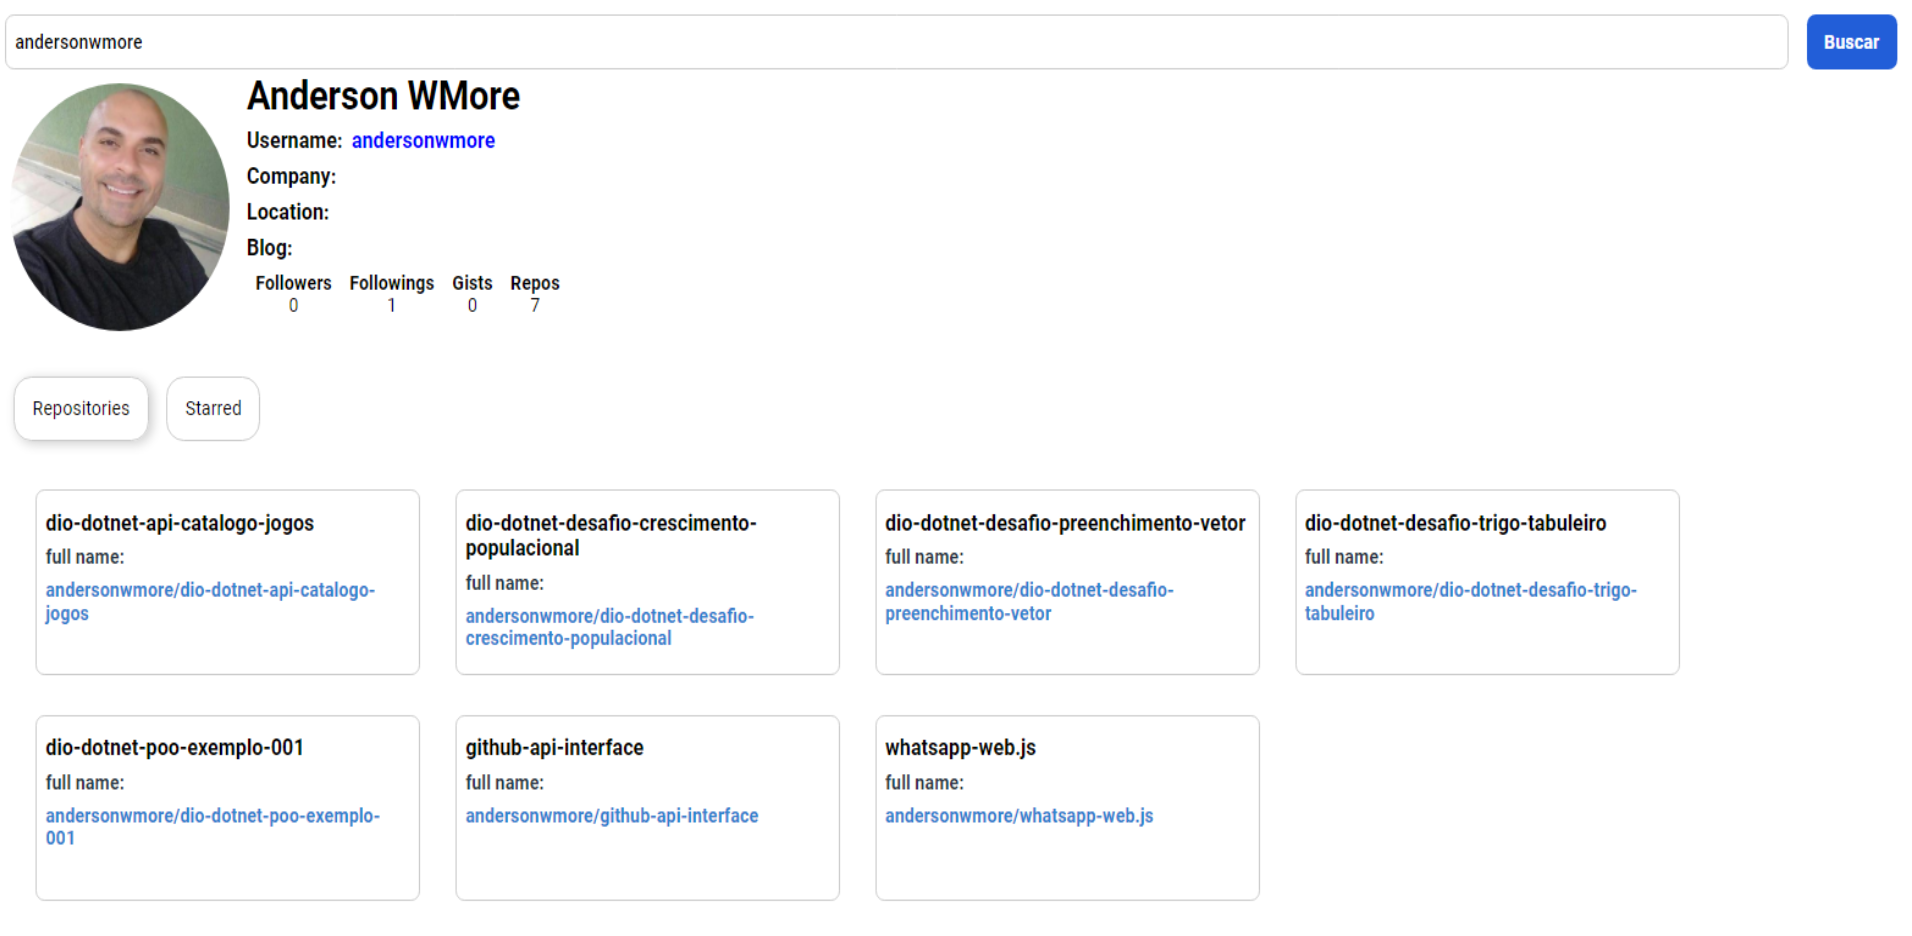 andersonwmore
Buscar
Anderson WMore
Username: andersonwmore
Company:
Location:
Blog:
Followers Followings Gists Repos
0 1 0 7
Repositories
Starred
dio-dotnet-api-catalogo-jogos
full name:
andersonwmore/dio-dotnet-api-catalogo-
jogos
dio-dotnet-desafio-crescimento-
populacional
full name:
andersonwmore/dio-dotnet-desafio-
crescimento-populacional
dio-dotnet-desafio-preenchimento-vetor
full name:
andersonwmore/dio-dotnet-desafio-
preenchimento-vetor
dio-dotnet-desafio-trigo-tabuleiro
full name:
andersonwmore/dio-dotnet-desafio-trigo-
tabuleiro
dio-dotnet-poo-exemplo-001
full name:
andersonwmore/dio-dotnet-poo-exemplo-
001
github-api-interface
full name:
andersonwmore/github-api-interface
whatsapp-web.js
full name:
andersonwmore/whatsapp-web.js